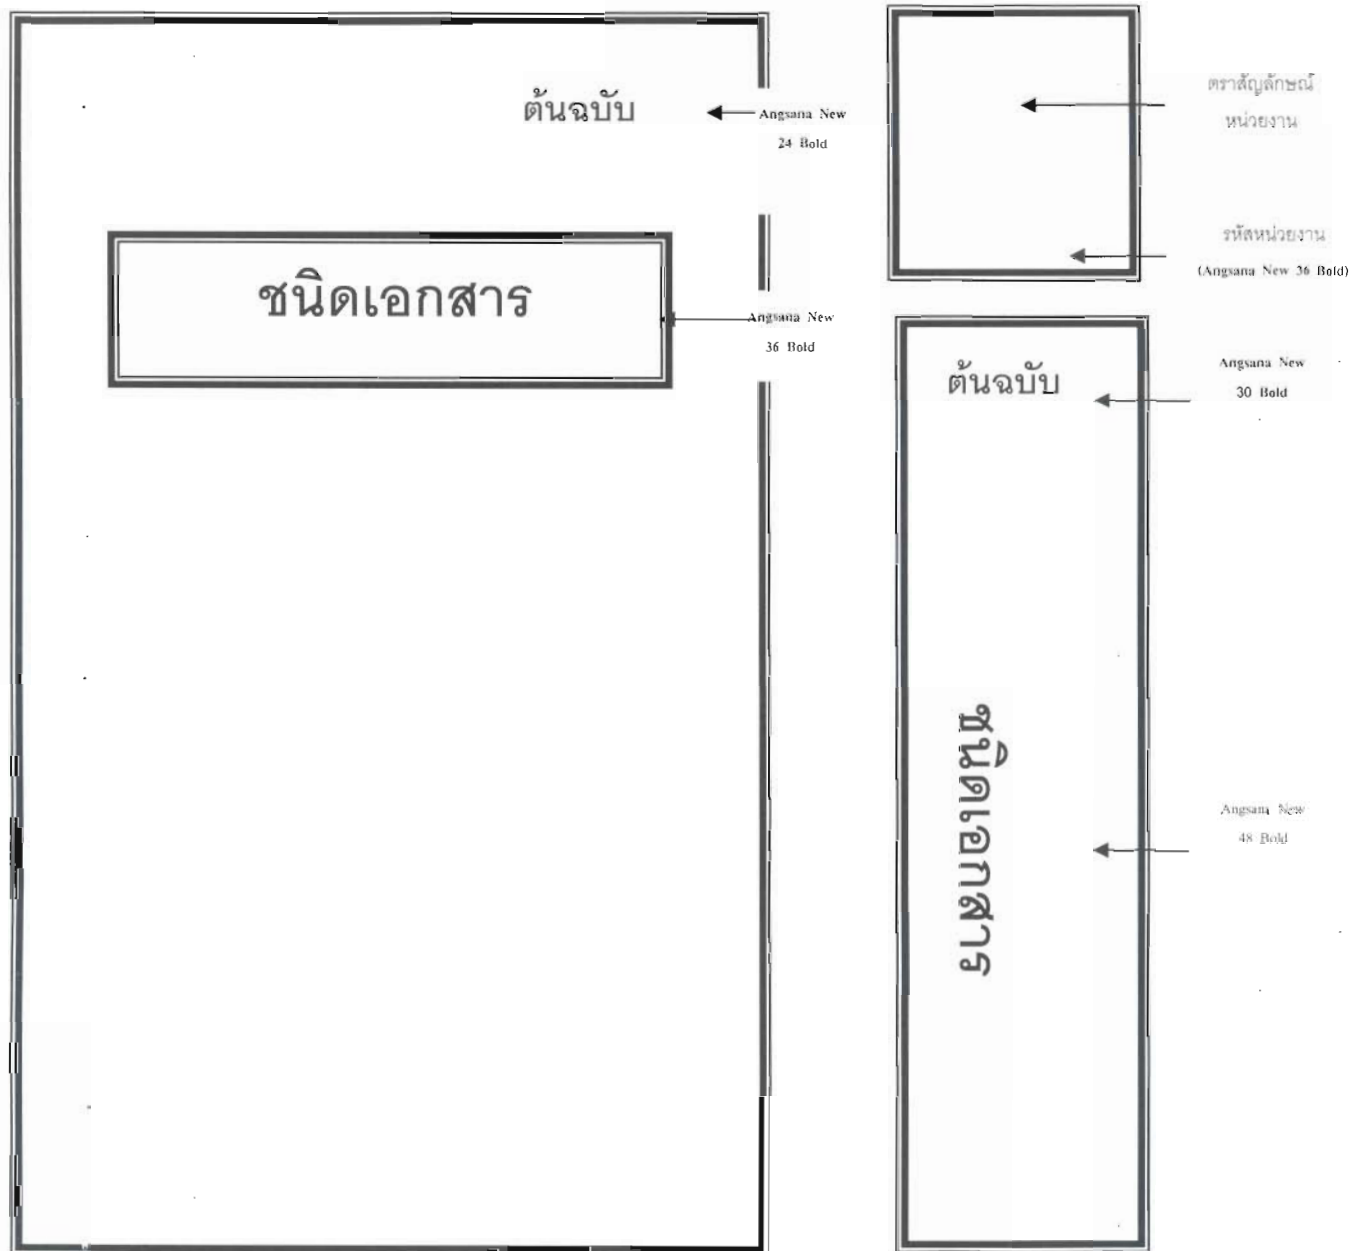 ต้นฉบับ
Angsana New
24 Bold
ชนิดเอกสาร
Angsana New
36 Bold
ตราสัญลักษณ์
หน่วยงาน
รหัสหน่วยงาน
(Angsana New 36 Bold)
ต้นฉบับ
Angsana New
30 Bold
ชนิดเอกสาร
Angsana New
48 Bold